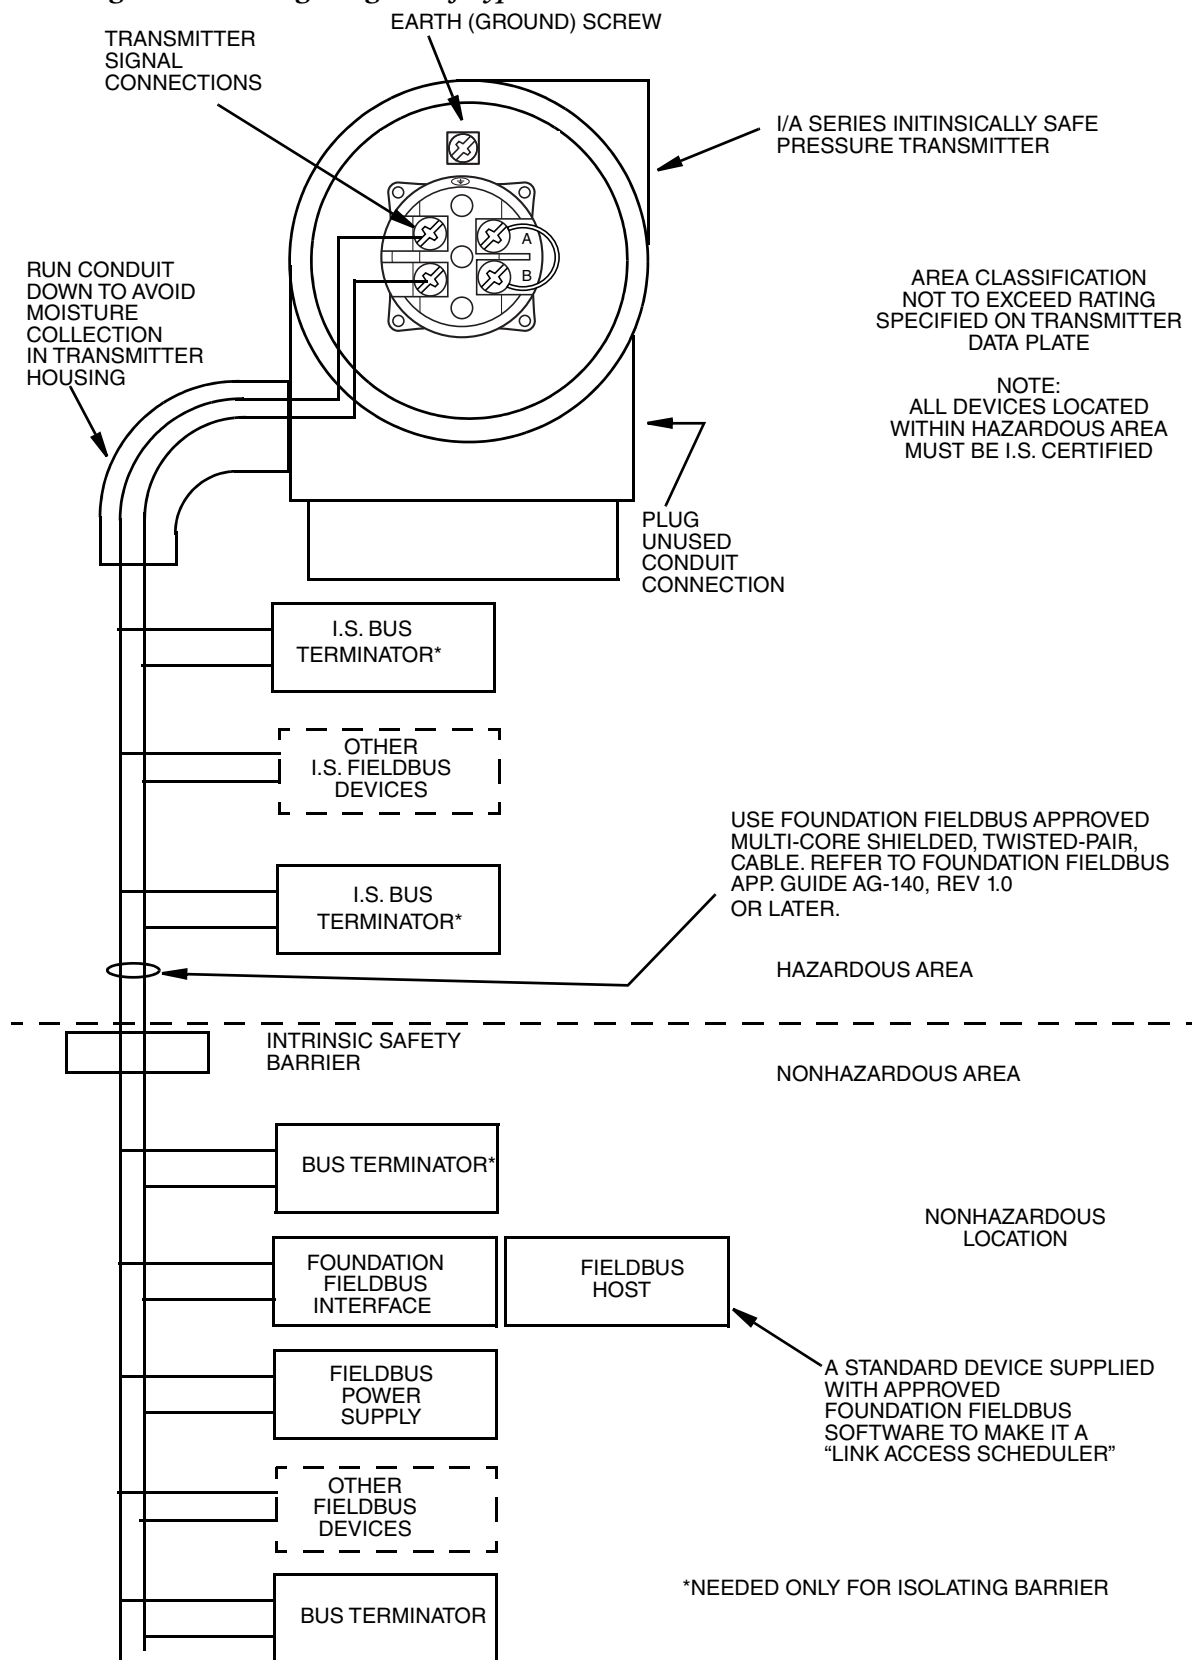 EARTH (GROUND) SCREW
TRANSMITTER
SIGNAL
CONNECTIONS
I/A SERIES INITINSICALLY SAFE
PRESSURE TRANSMITTER
A
B
RUN CONDUIT
DOWN TO AVOID
MOISTURE
COLLECTION
IN TRANSMITTER
HOUSING
AREA CLASSIFICATION
NOT TO EXCEED RATING
SPECIFIED ON TRANSMITTER
DATA PLATE
NOTE:
ALL DEVICES LOCATED
WITHIN HAZARDOUS AREA
MUST BE I.S. CERTIFIED
PLUG
UNUSED
CONDUIT
CONNECTION
I.S. BUS
TERMINATOR*
OTHER
I.S. FIELDBUS
DEVICES
USE FOUNDATION FIELDBUS APPROVED
MULTI-CORE SHIELDED, TWISTED-PAIR,
CABLE. REFER TO FOUNDATION FIELDBUS
APP. GUIDE AG-140, REV 1.0
OR LATER.
I.S. BUS
TERMINATOR*
HAZARDOUS AREA
INTRINSIC SAFETY
BARRIER
NONHAZARDOUS AREA
BUS TERMINATOR*
NONHAZARDOUS
LOCATION
FOUNDATION
FIELDBUS
INTERFACE
FIELDBUS
HOST
FIELDBUS
POWER
SUPPLY
A STANDARD DEVICE SUPPLIED
WITH APPROVED
FOUNDATION FIELDBUS
SOFTWARE TO MAKE IT A
“LINK ACCESS SCHEDULER”
OTHER
FIELDBUS
DEVICES
*NEEDED ONLY FOR ISOLATING BARRIER
BUS TERMINATOR